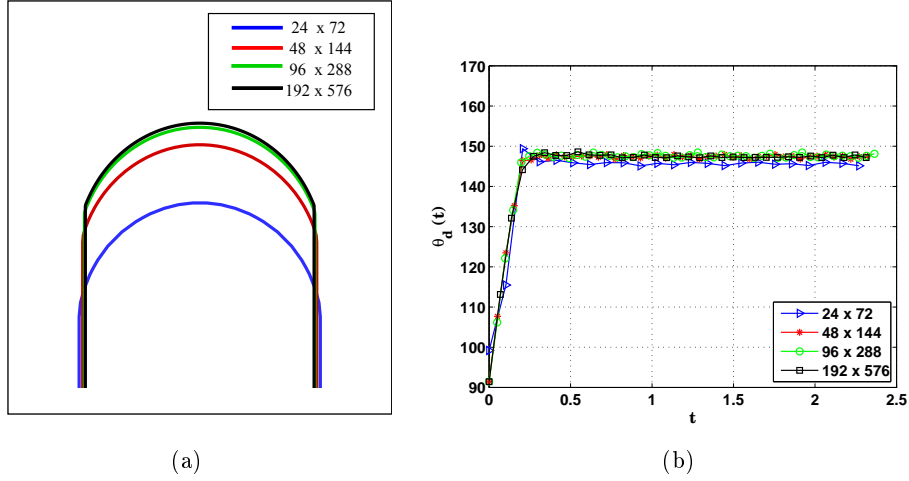 24 x 72
48 x 144
96 x 288
192 x 576
(a)
170
160
150
140
130
120
110
100
90
θd (t)
0
0.5
1
1.5
2
2.5
t
24 x 72
48 x 144
96 x 288
192 x 576
(b)